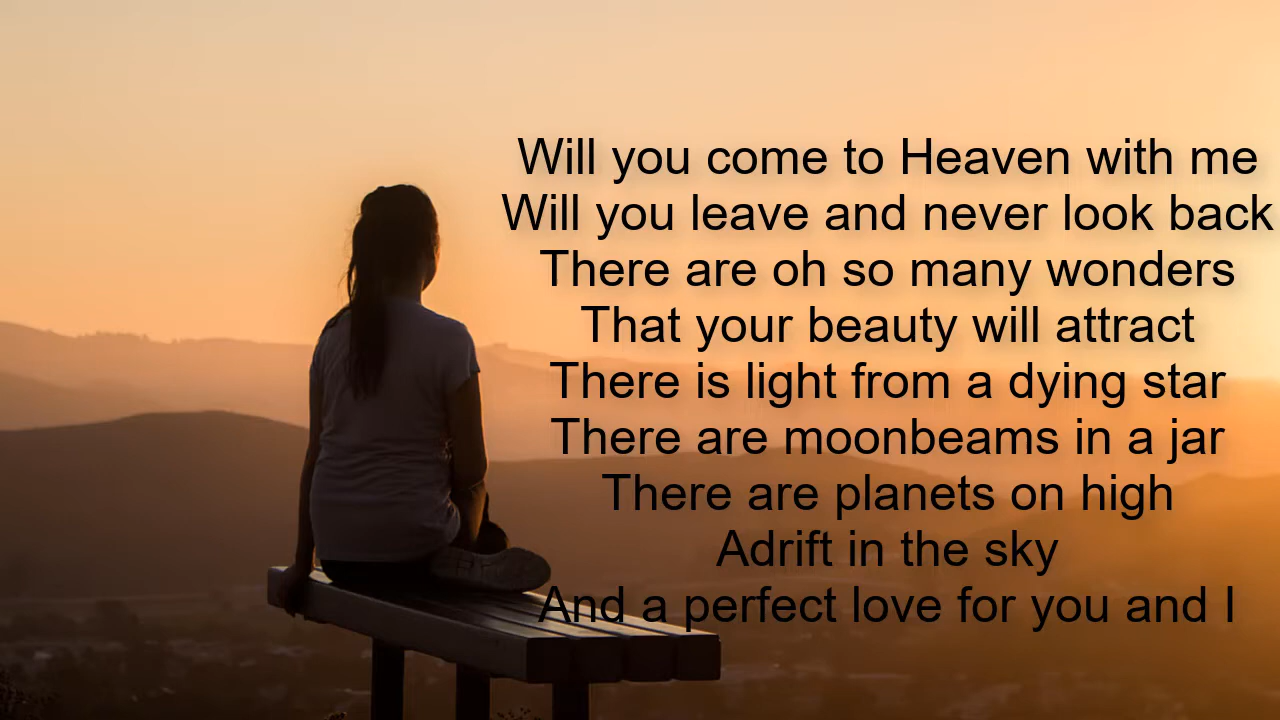 Will you come to Heaven with me
Will you leave and never look back
There are oh so many wonders
That your beauty will attract
There is light from a dying star
There are moonbeams in a jar
There are planets on high
Adrift in the sky
And a perfect love for you and I